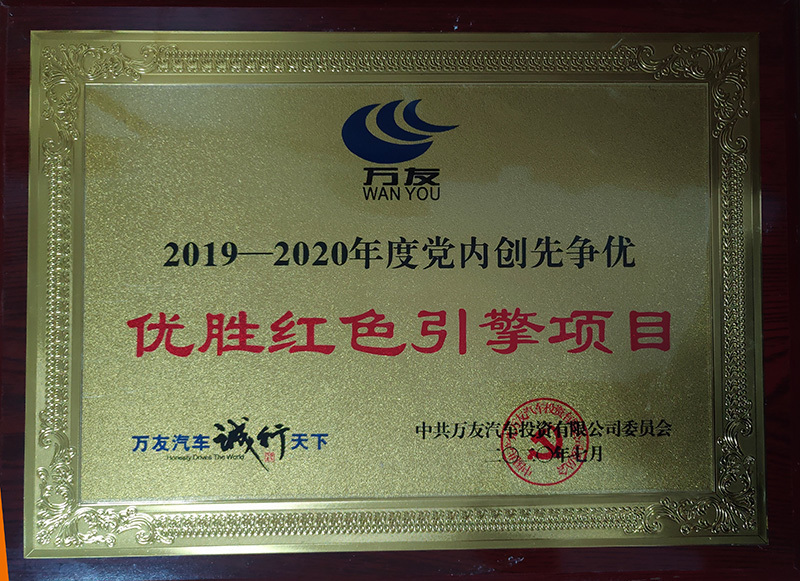 万友
WAN YOU
2019—2020年度党内创先争优
优胜红色引擎项目
万友汽车 诚行天下
Honesty Drives The World
中共万友汽车投资有限公司委员会
年七月